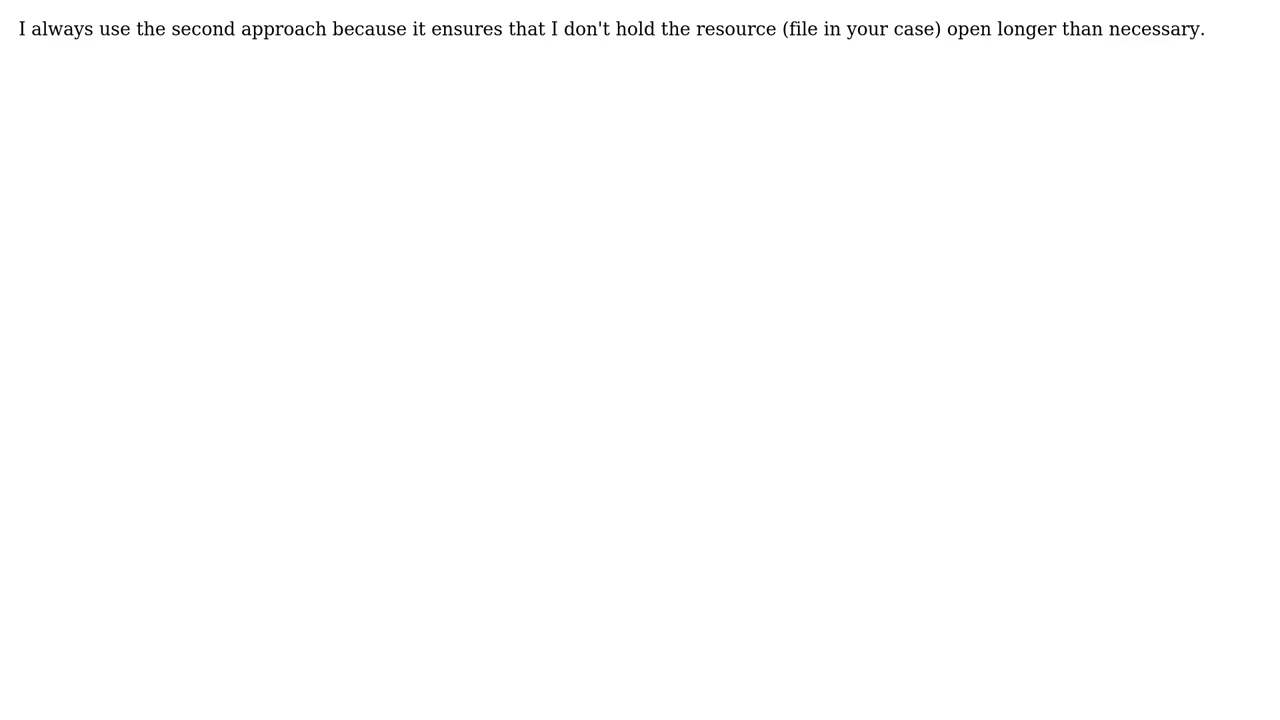 I always use the second approach because it ensures that I don't hold the resource (file in your case) open longer than necessary.